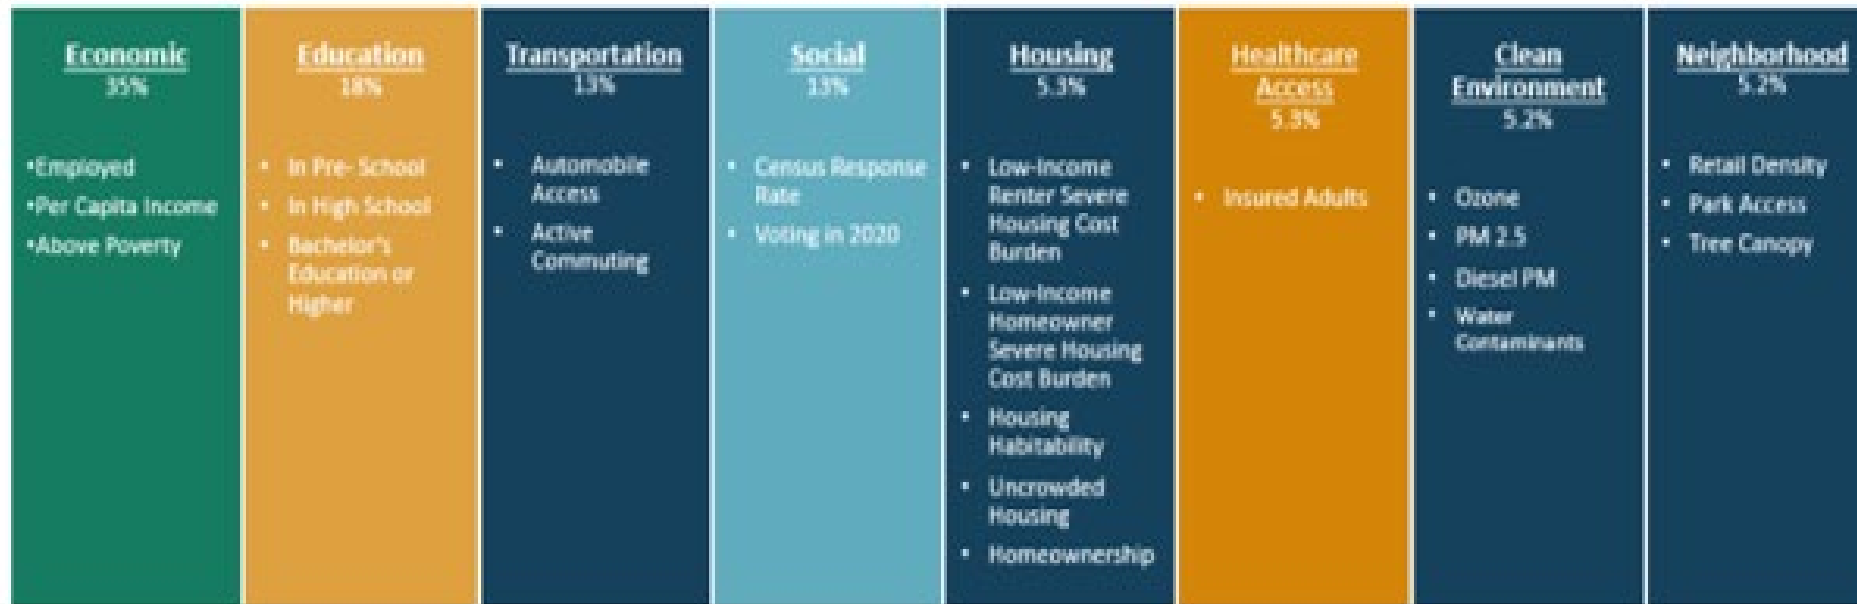 Economic
35%
•Employed
•Per Capita Income
•Above Poverty
Education
18%
• In Pre- School
• In High School
• Bachelor's
Education or
Higher
Transportation
13%
• Automobile
Access
• Active
Commuting
Social
13%
• Census Response
Rate
• Voting in 2020
Housing
5.3%
• Low-Income
Renter Severe
Housing Cost
Burden
• Low-Income
Homeowner
Severe Housing
Cost Burden
• Housing
Habitability
• Uncrowded
Housing
• Homeownership
Healthcare
Access
5.3%
• Insured Adults
Clean
Environment
5.2%
• Ozone
• PM 2.5
• Diesel PM
• Water
Contaminants
Neighborhood
5.2%
• Retail Density
• Park Access
• Tree Canopy